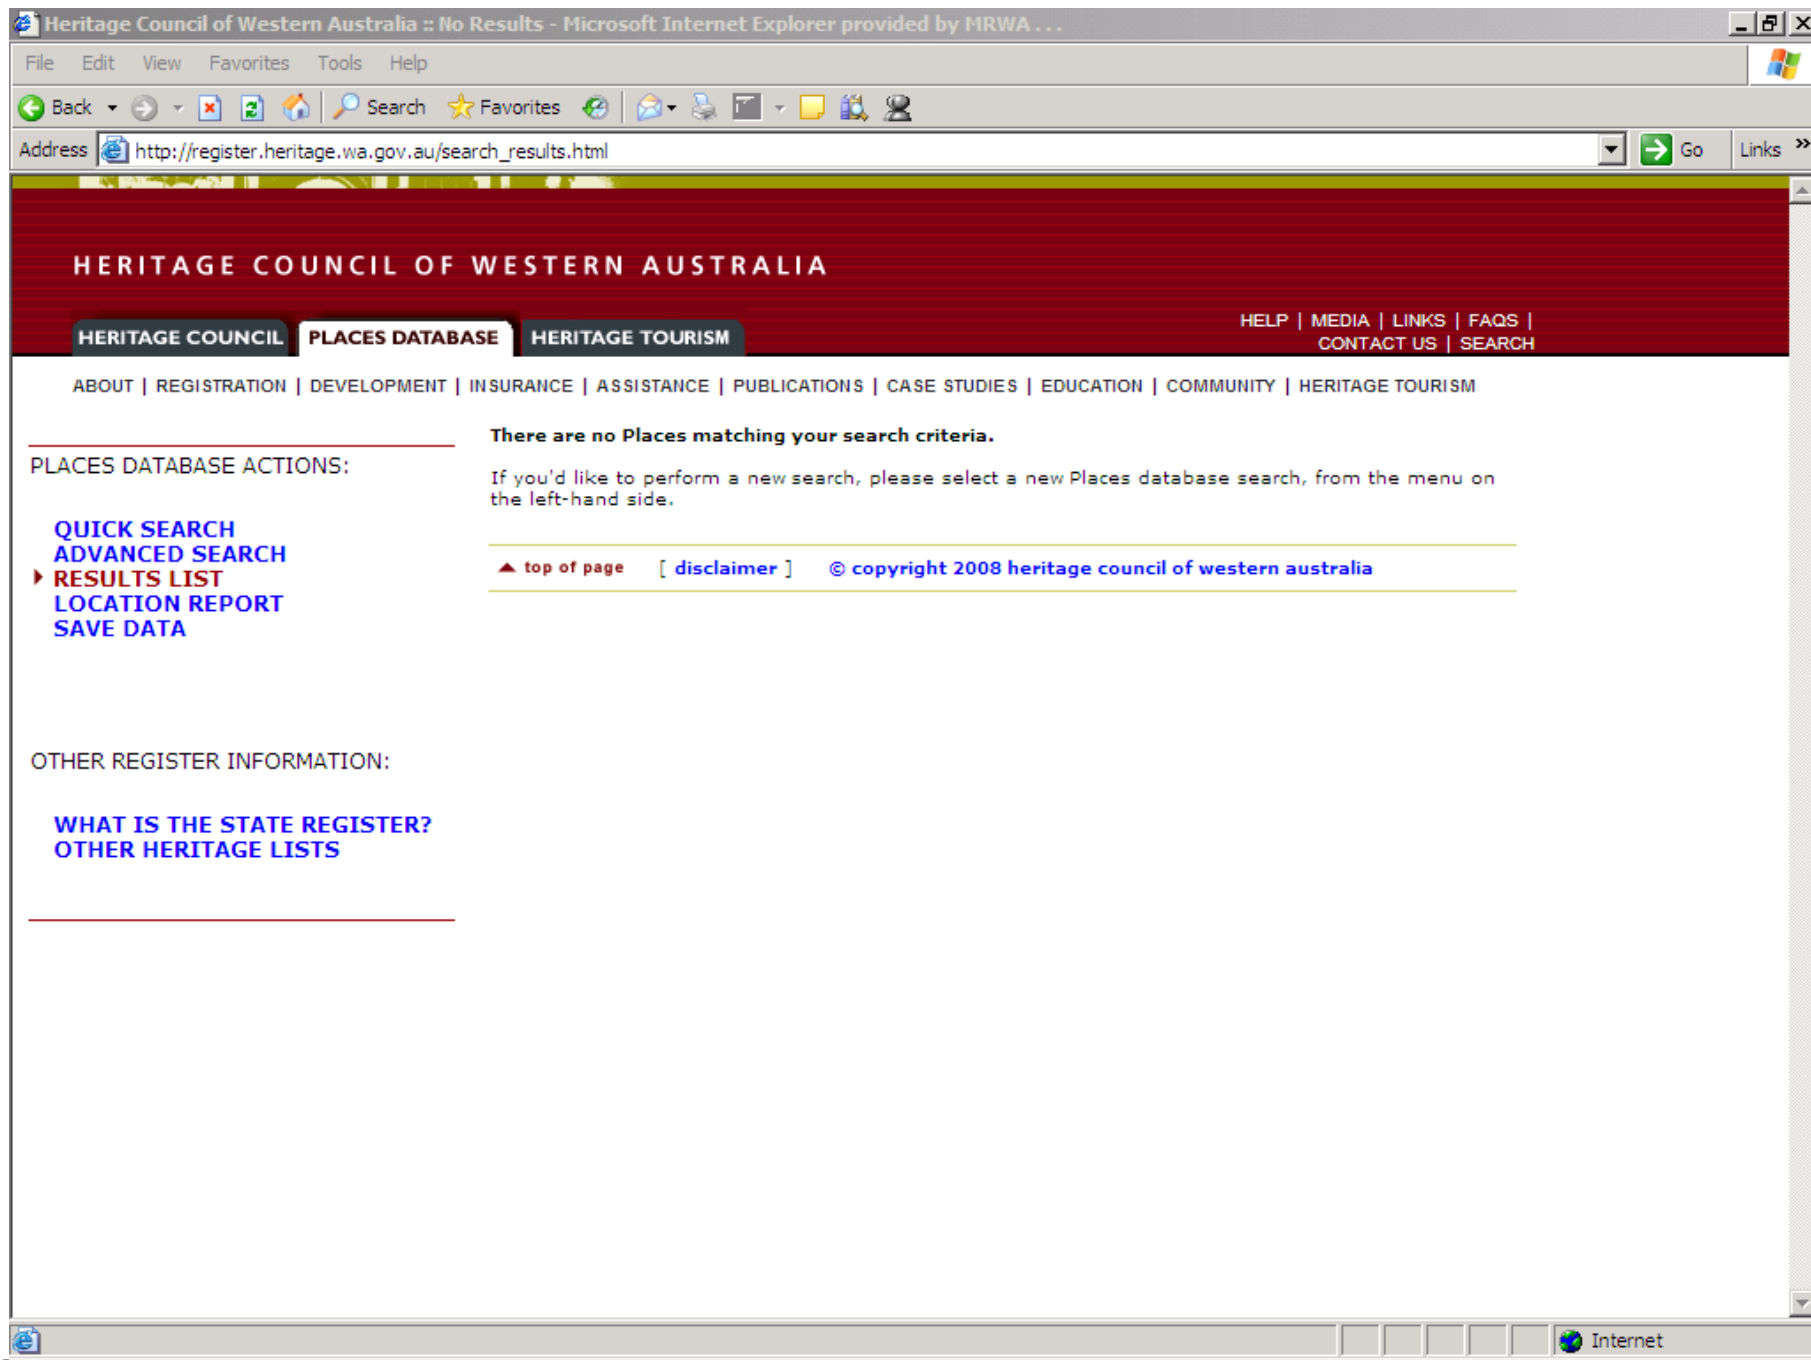 Heritage Council of Western Australia :: No Results - Microsoft Internet Explorer provided by MRWA . . .
File Edit View Favorites Tools Help
Back Search Favorites
Address http://register.heritage.wa.gov.au/search_results.html Go Links »
HERITAGE COUNCIL OF WESTERN AUSTRALIA
HELP | MEDIA | LINKS | FAQS |
CONTACT US | SEARCH
HERITAGE COUNCIL PLACES DATABASE HERITAGE TOURISM
ABOUT | REGISTRATION | DEVELOPMENT | INSURANCE | ASSISTANCE | PUBLICATIONS | CASE STUDIES | EDUCATION | COMMUNITY | HERITAGE TOURISM
PLACES DATABASE ACTIONS:
QUICK SEARCH
ADVANCED SEARCH
RESULTS LIST
LOCATION REPORT
SAVE DATA
OTHER REGISTER INFORMATION:
WHAT IS THE STATE REGISTER?
OTHER HERITAGE LISTS
There are no Places matching your search criteria.
If you'd like to perform a new search, please select a new Places database search, from the menu on
the left-hand side.
top of page [ disclaimer ] © copyright 2008 heritage council of western australia
Internet